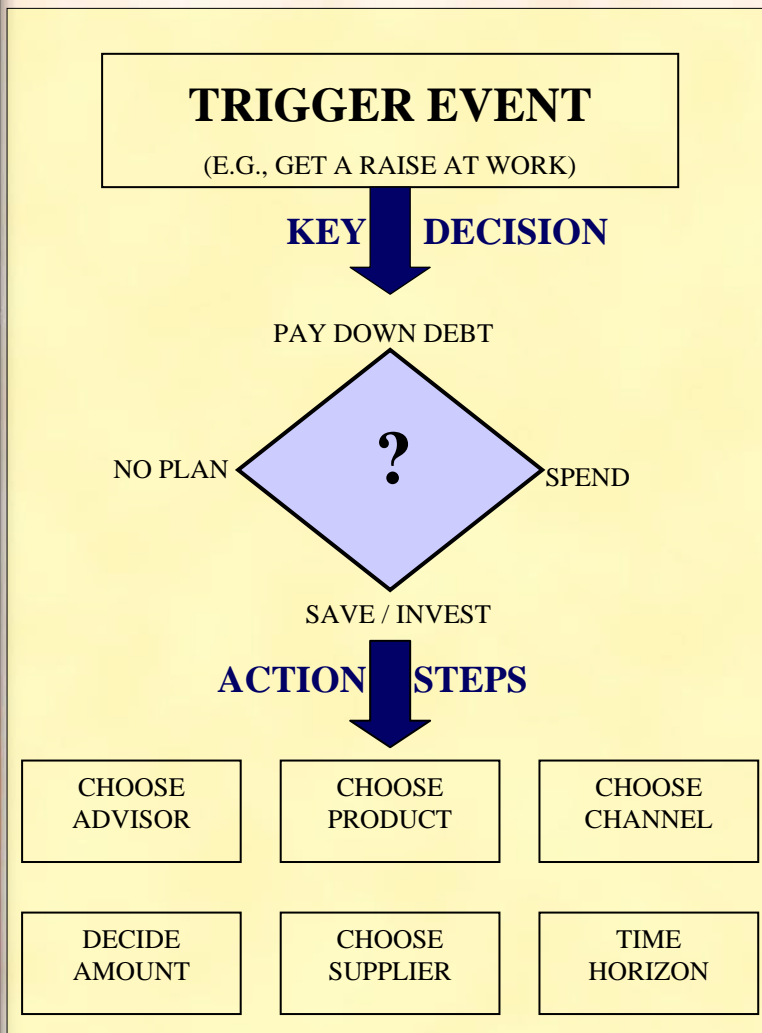 TRIGGER EVENT
(E.G., GET A RAISE AT WORK)
KEY DECISION
PAY DOWN DEBT
?
NO PLAN
SPEND
SAVE / INVEST
ACTION STEPS
CHOOSE
ADVISOR
CHOOSE
PRODUCT
CHOOSE
CHANNEL
DECIDE
AMOUNT
CHOOSE
SUPPLIER
TIME
HORIZON